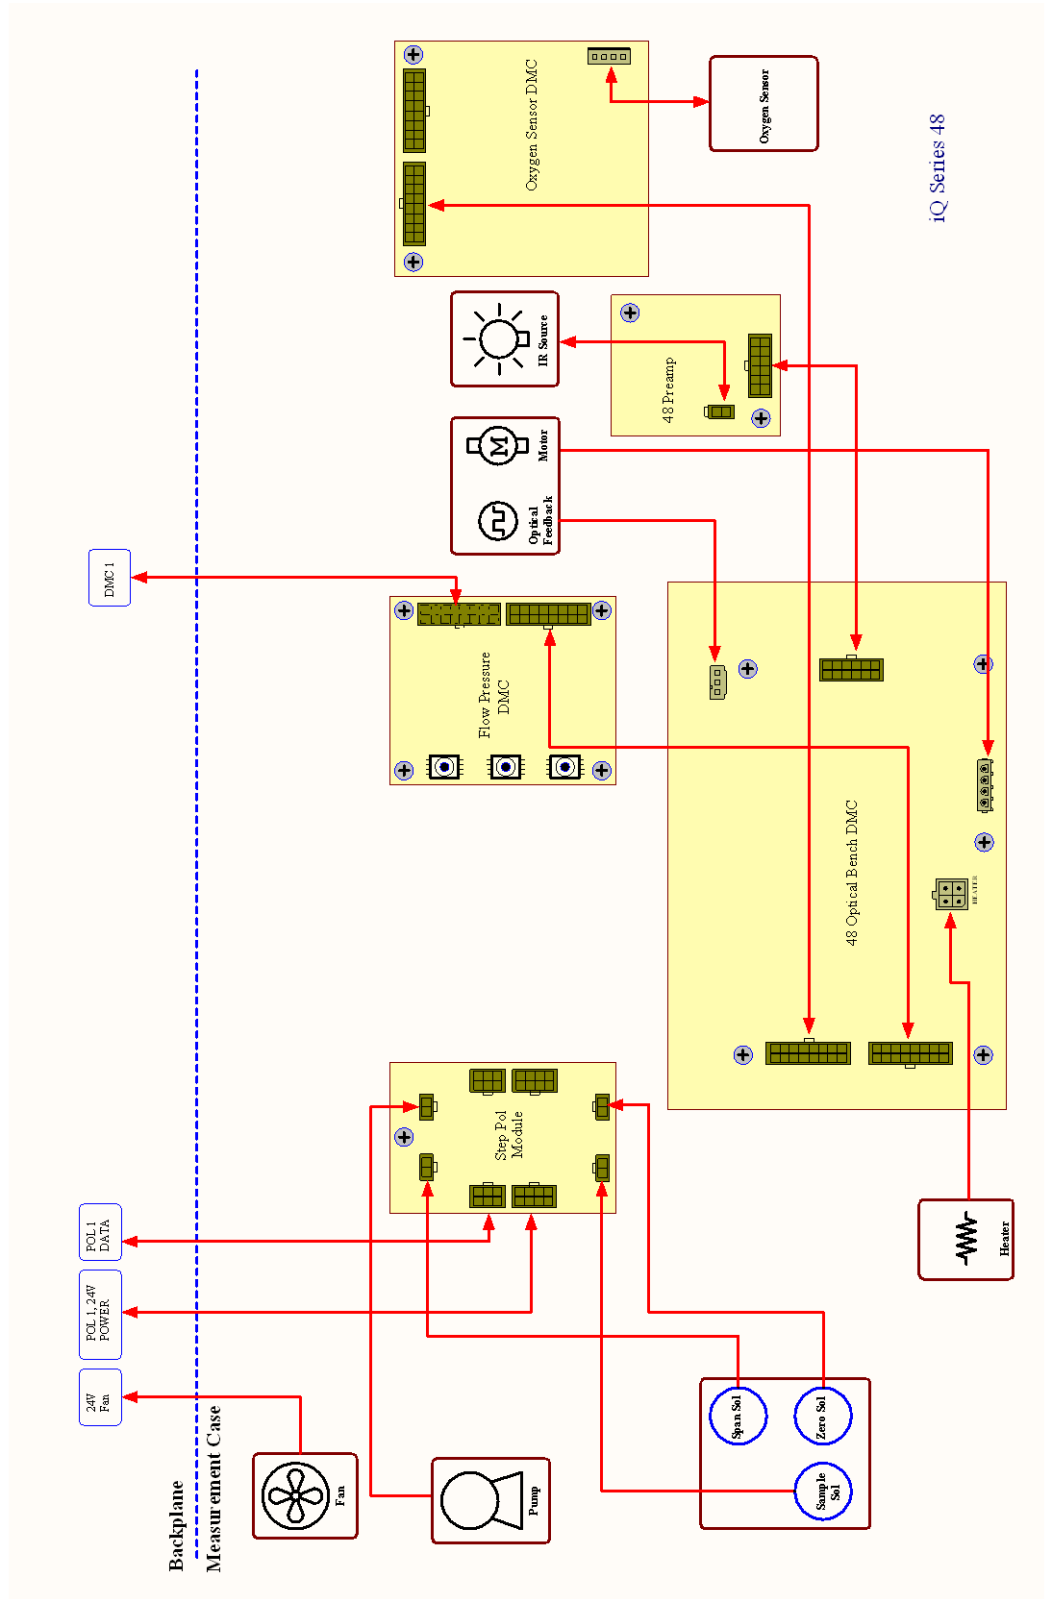 Backplane
Measurement Case
24V
Fan
POL 1, 24V
POWER
POL 1
DATA
DMC 1
Fan
Pump
Step Pol
Module
Flow Pressure
DMC
Optical
Feedback
Motor
M
IR Source
Oxygen Sensor DMC
48 Preamp
Oxygen Sensor
Span Sol
Zero Sol
Sample
Sol
48 Optical Bench DMC
HEATER
Heater
iQ Series 48